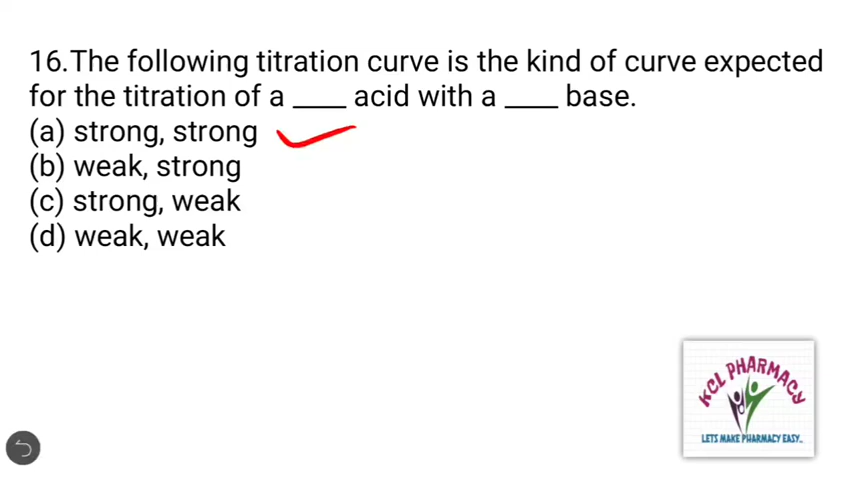 16.The following titration curve is the kind of curve expected
for the titration of a ____ acid with a ____ base.
(a) strong, strong
(b) weak, strong
(c) strong, weak
(d) weak, weak
KCL PHARMACY
LETS MAKE PHARMACY EASY..